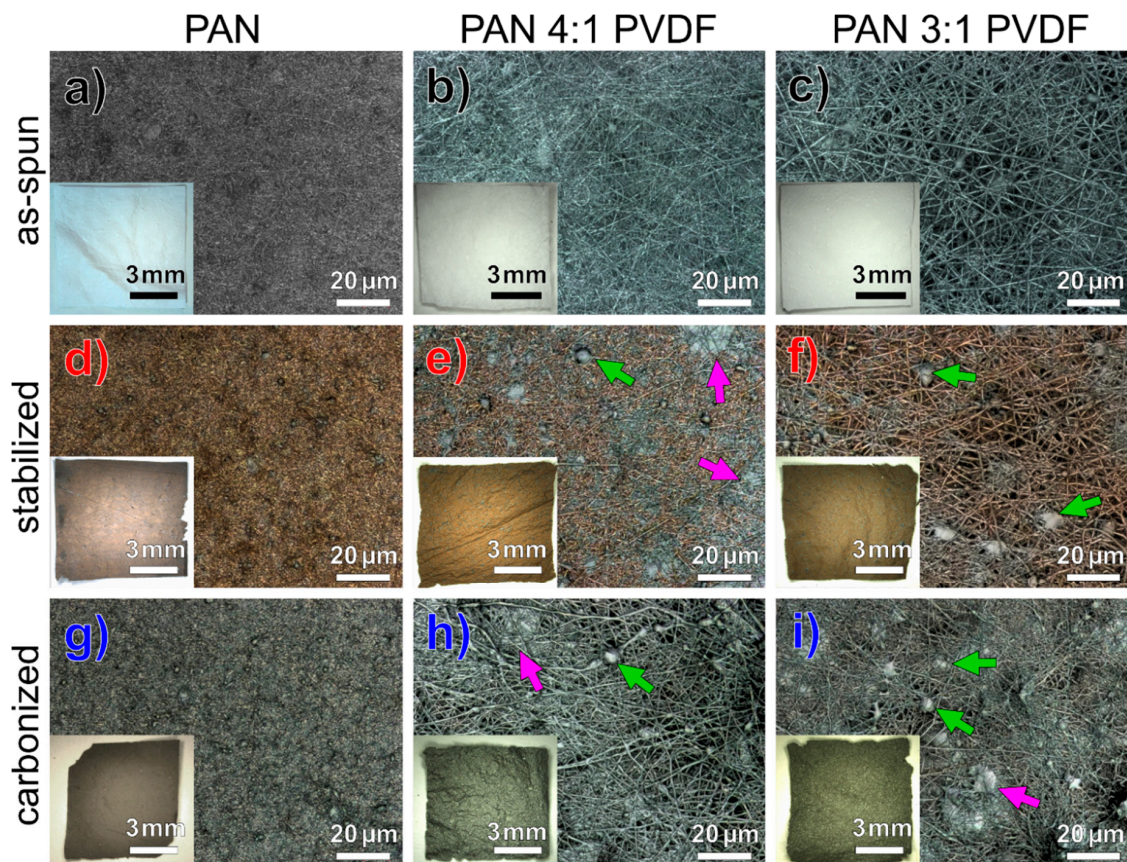 PAN PAN 4:1 PVDF PAN 3:1 PVDF
as-spun
a) b) c)
3mm 20 µm 3mm 20 µm 3mm 20 µm
stabilized
d) e) f)
3mm 20 µm 3mm 20 µm 3mm 20 µm
carbonized
g) h) i)
3mm 20 µm 3mm 20 µm 3mm 20 µm